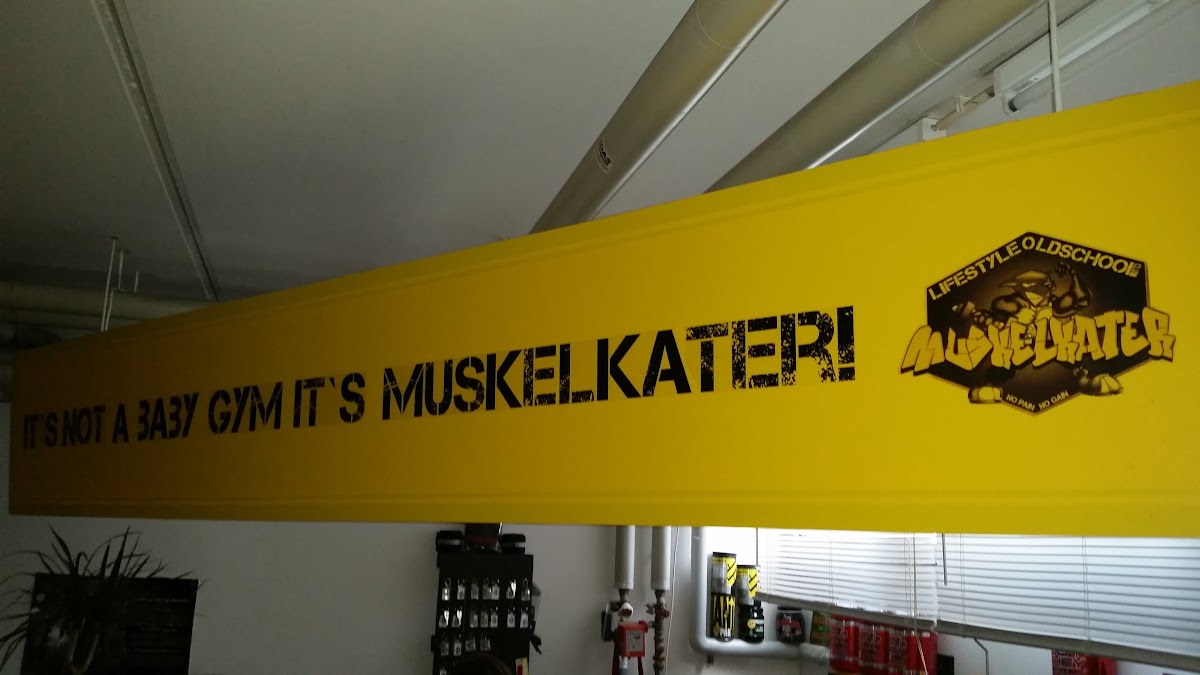 IT`S NOT A BABY GYM IT`S MUSKELKATER!
LIFESTYLE OLDSCHOOL
MUSKELKATER
NO PAIN NO GAIN